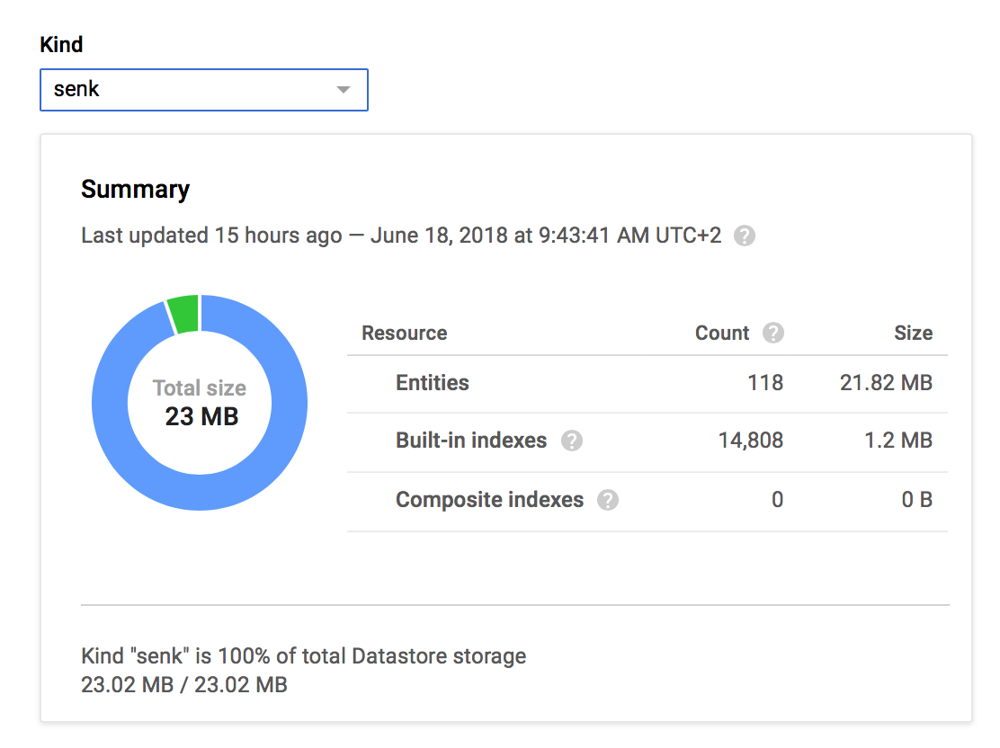 Kind
senk
Summary
Last updated 15 hours ago — June 18, 2018 at 9:43:41 AM UTC+2 ?
Total size
23 MB
Resource Count ? Size
Entities 118 21.82 MB
Built-in indexes ? 14,808 1.2 MB
Composite indexes ? 0 0 B
Kind "senk" is 100% of total Datastore storage
23.02 MB / 23.02 MB